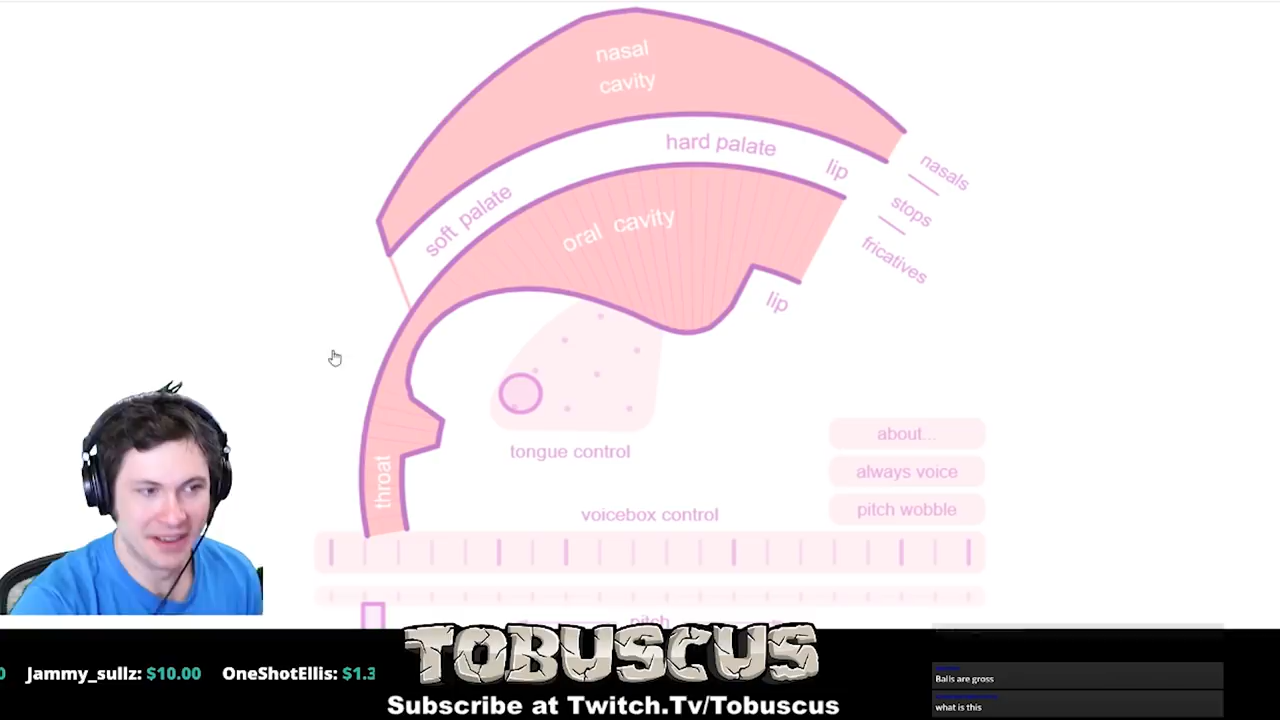 nasal
cavity
hard palate
lip
nasals
soft palate
oral cavity
stops
fricatives
lip
tongue control
about...
always voice
pitch wobble
throat
voicebox control
pitch
TOBUSCUS
Jammy_sullz: $10.00 OneShotEllis: $1.3
Subscribe at Twitch.Tv/Tobuscus
Balls are gross
what is this